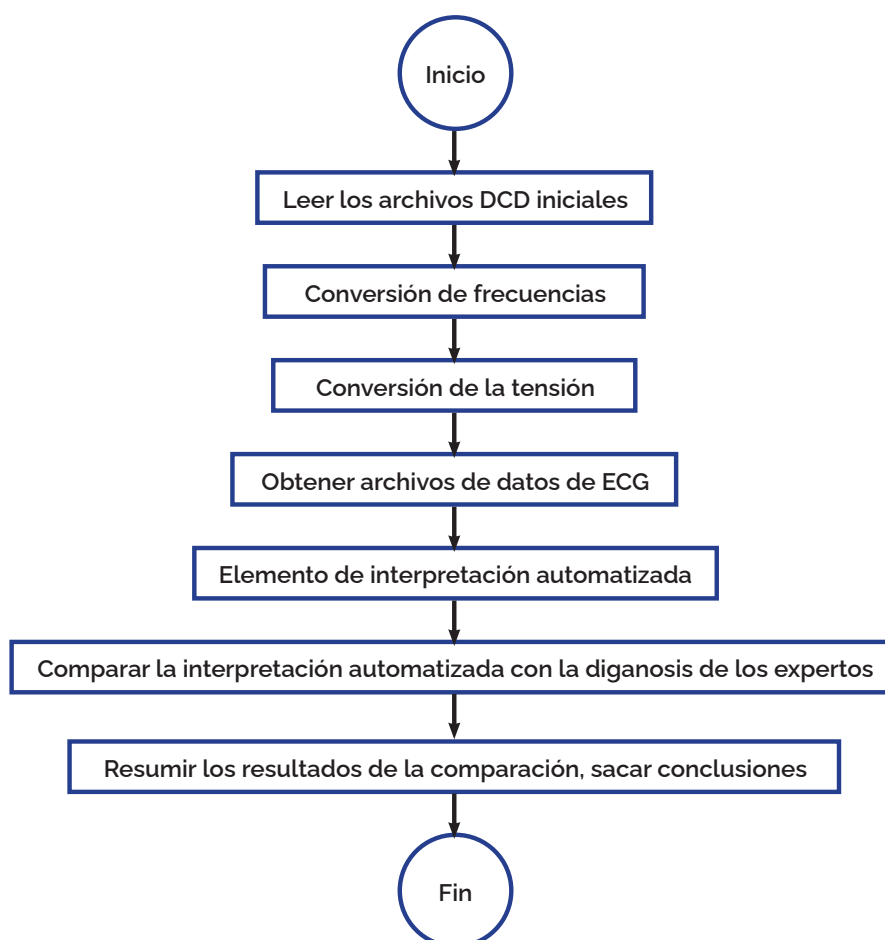 Inicio
Leer los archivos DCD iniciales
Conversión de frecuencias
Conversión de la tensión
Obtener archivos de datos de ECG
Elemento de interpretación automatizada
Comparar la interpretación automatizada con la diganosis de los expertos
Resumir los resultados de la comparación, sacar conclusiones
Fin